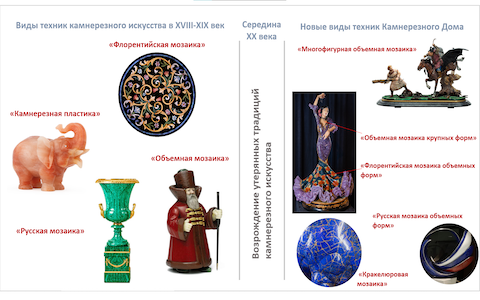 Виды техник камнерезного искусства в XVIII-XIX век
«Флорентийская мозаика»
«Камнерезная пластика»
«Объемная мозаика»
«Русская мозаика»
Середина
XX века
Возрождение утерянных традиций
камнерезного искусства
Новые виды техник Камнерезного Дома
«Многофигурная объемная мозаика»
«Объемная мозаика крупных форм»
«Флорентийская мозаика объемных
форм»
«Русская мозаика объемных
форм»
«Кракелюровая
мозаика»